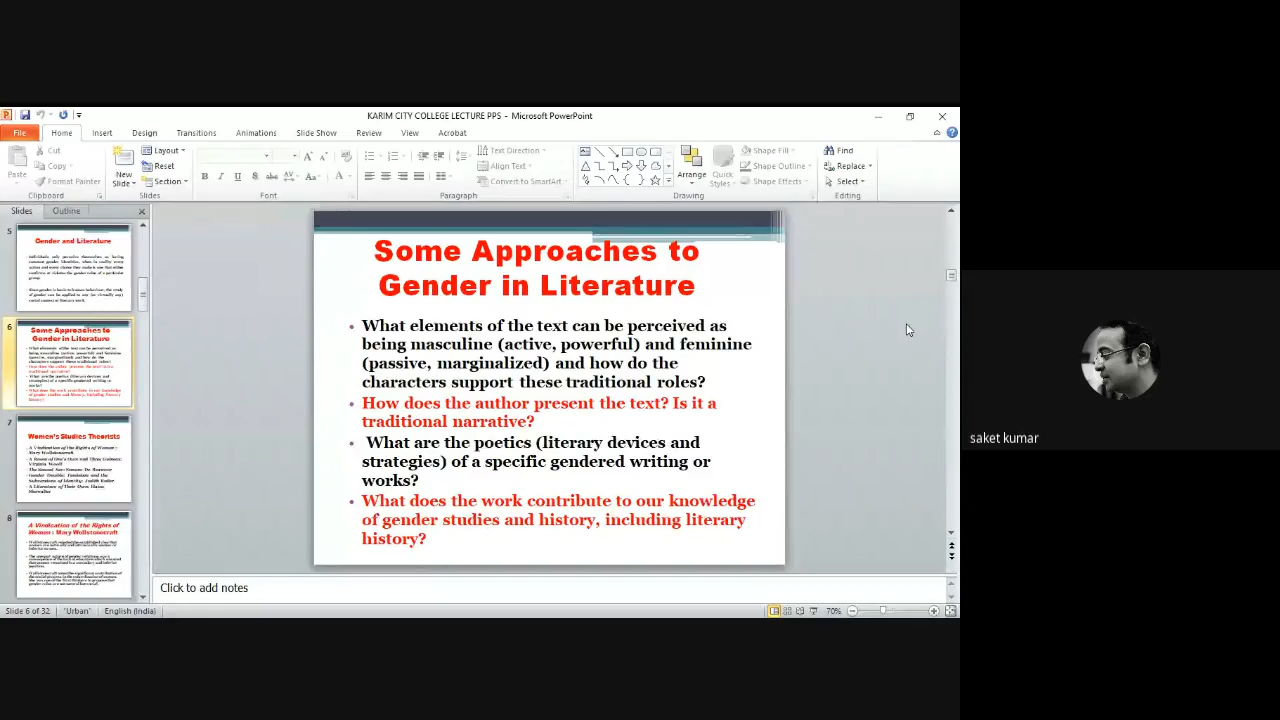 KARIM CITY COLLEGE LECTURE PPS - Microsoft PowerPoint
File Home Insert Design Transitions Animations Slide Show Review View Acrobat
Cut
Copy
Format Painter
Paste
Clipboard
New
Slide
Layout
Reset
Section
Slides
Font
Text Direction
Align Text
Convert to SmartArt
Paragraph
Arrange
Quick
Styles
Shape Fill
Shape Outline
Shape Effects
Drawing
Find
Replace
Select
Editing
Slides Outline
5
Gender and Literature
6
Some Approaches to
Gender in Literature
7
Women's Studies Theorists
8
A Vindication of the Rights of
Women: Mary Wollstonecraft
Some Approaches to
Gender in Literature
• What elements of the text can be perceived as
being masculine (active, powerful) and feminine
(passive, marginalized) and how do the
characters support these traditional roles?
• How does the author present the text? Is it a
traditional narrative?
• What are the poetics (literary devices and
strategies) of a specific gendered writing or
works?
• What does the work contribute to our knowledge
of gender studies and history, including literary
history?
Click to add notes
Slide 6 of 32 "Urban" English (India) 70%
saket kumar